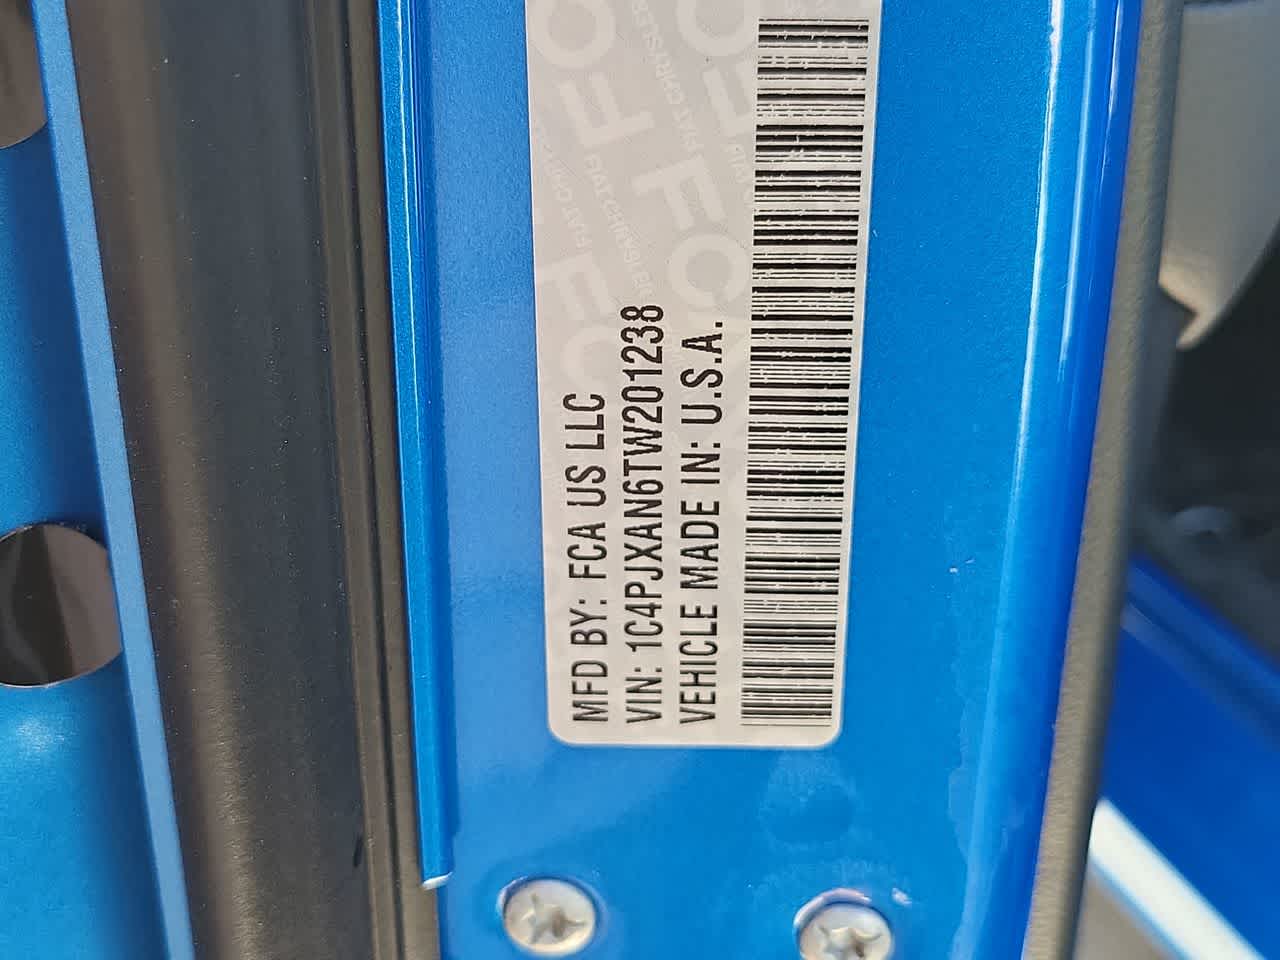 MFD BY: FCA US LLC
VIN: 1C4PJXAN6TW201238
VEHICLE MADE IN: U.S.A.